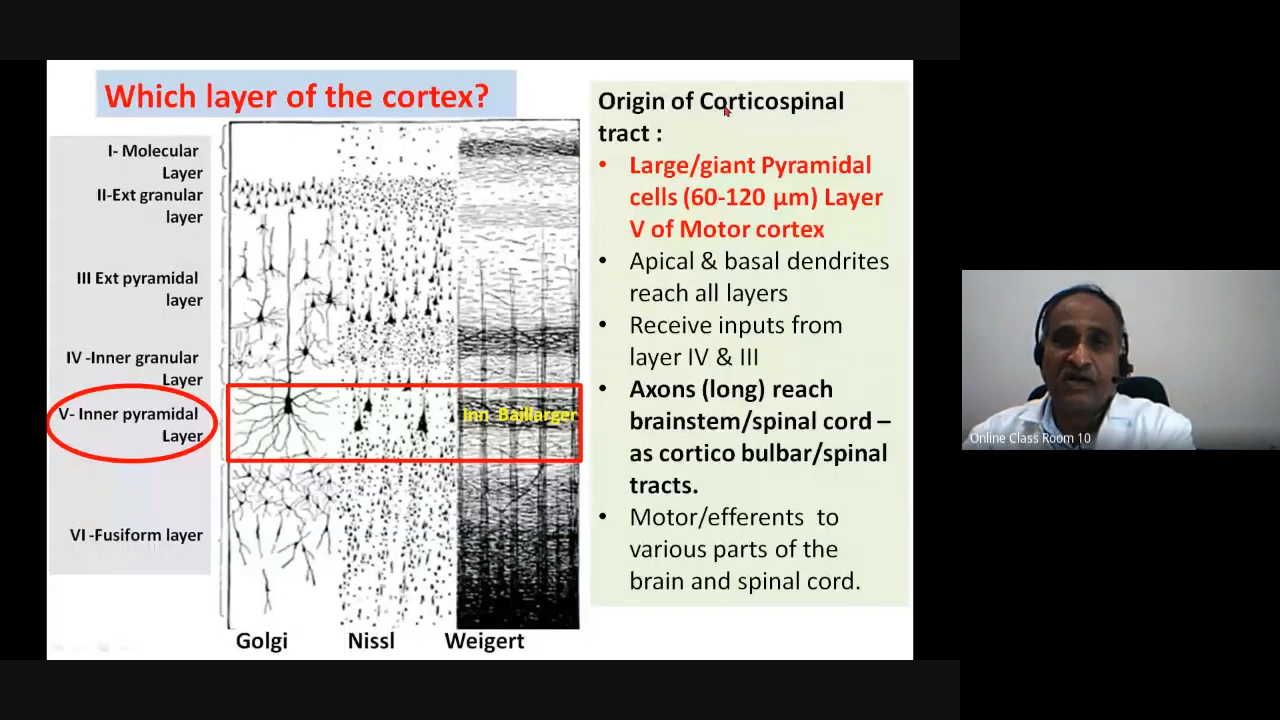 Which layer of the cortex?
I- Molecular
Layer
II-Ext granular
layer
III Ext pyramidal
layer
IV -Inner granular
Layer
V- Inner pyramidal
Layer
VI -Fusiform layer
Inn Baillarger
Golgi
Nissl
Weigert
Origin of Corticospinal
tract :
• Large/giant Pyramidal
cells (60-120 µm) Layer
V of Motor cortex
• Apical & basal dendrites
reach all layers
• Receive inputs from
layer IV & III
• Axons (long) reach
brainstem/spinal cord –
as cortico bulbar/spinal
tracts.
• Motor/efferents to
various parts of the
brain and spinal cord.
Online Class Room 10